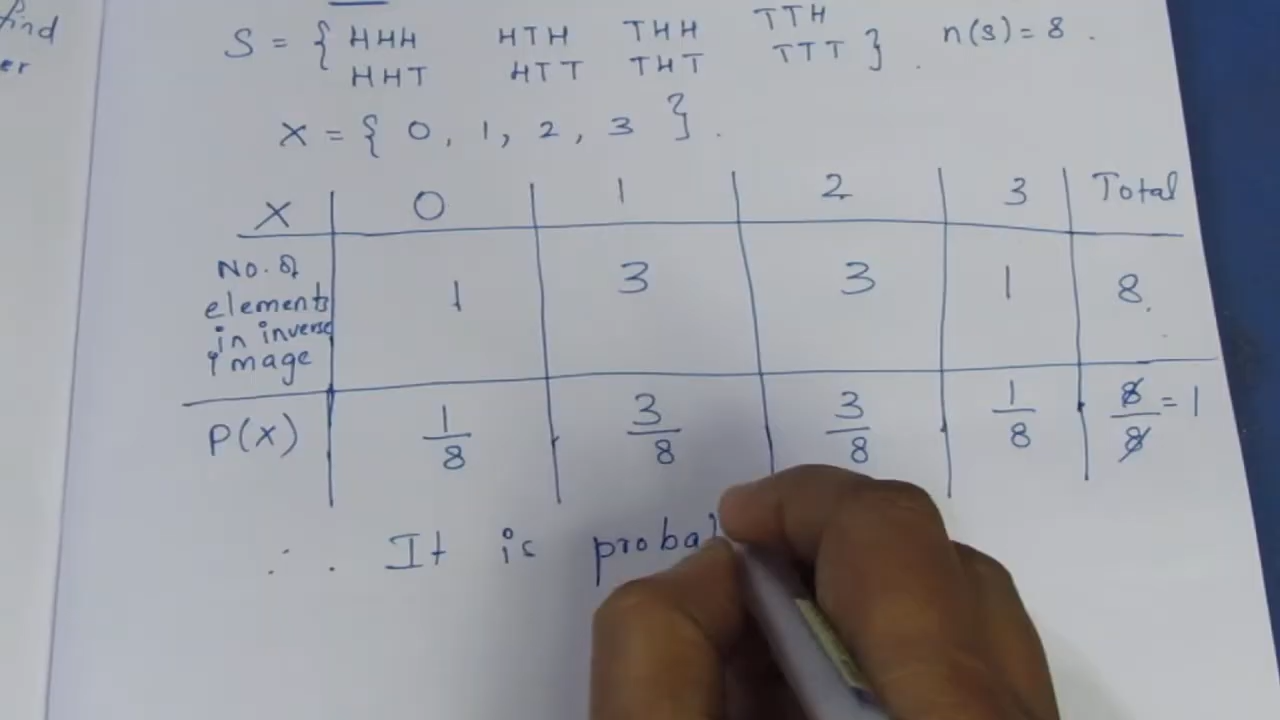 find
er
S = { HHH HTH THH TTH
HHT HTT THT TTT } . n(s) = 8 .
X = { 0, 1, 2, 3 } .
X 0 1 2 3 Total
No. of elements in inverse image 1 3 3 1 8
P(X) 1/8 3/8 3/8 1/8 8/8 = 1
∴ It is proba